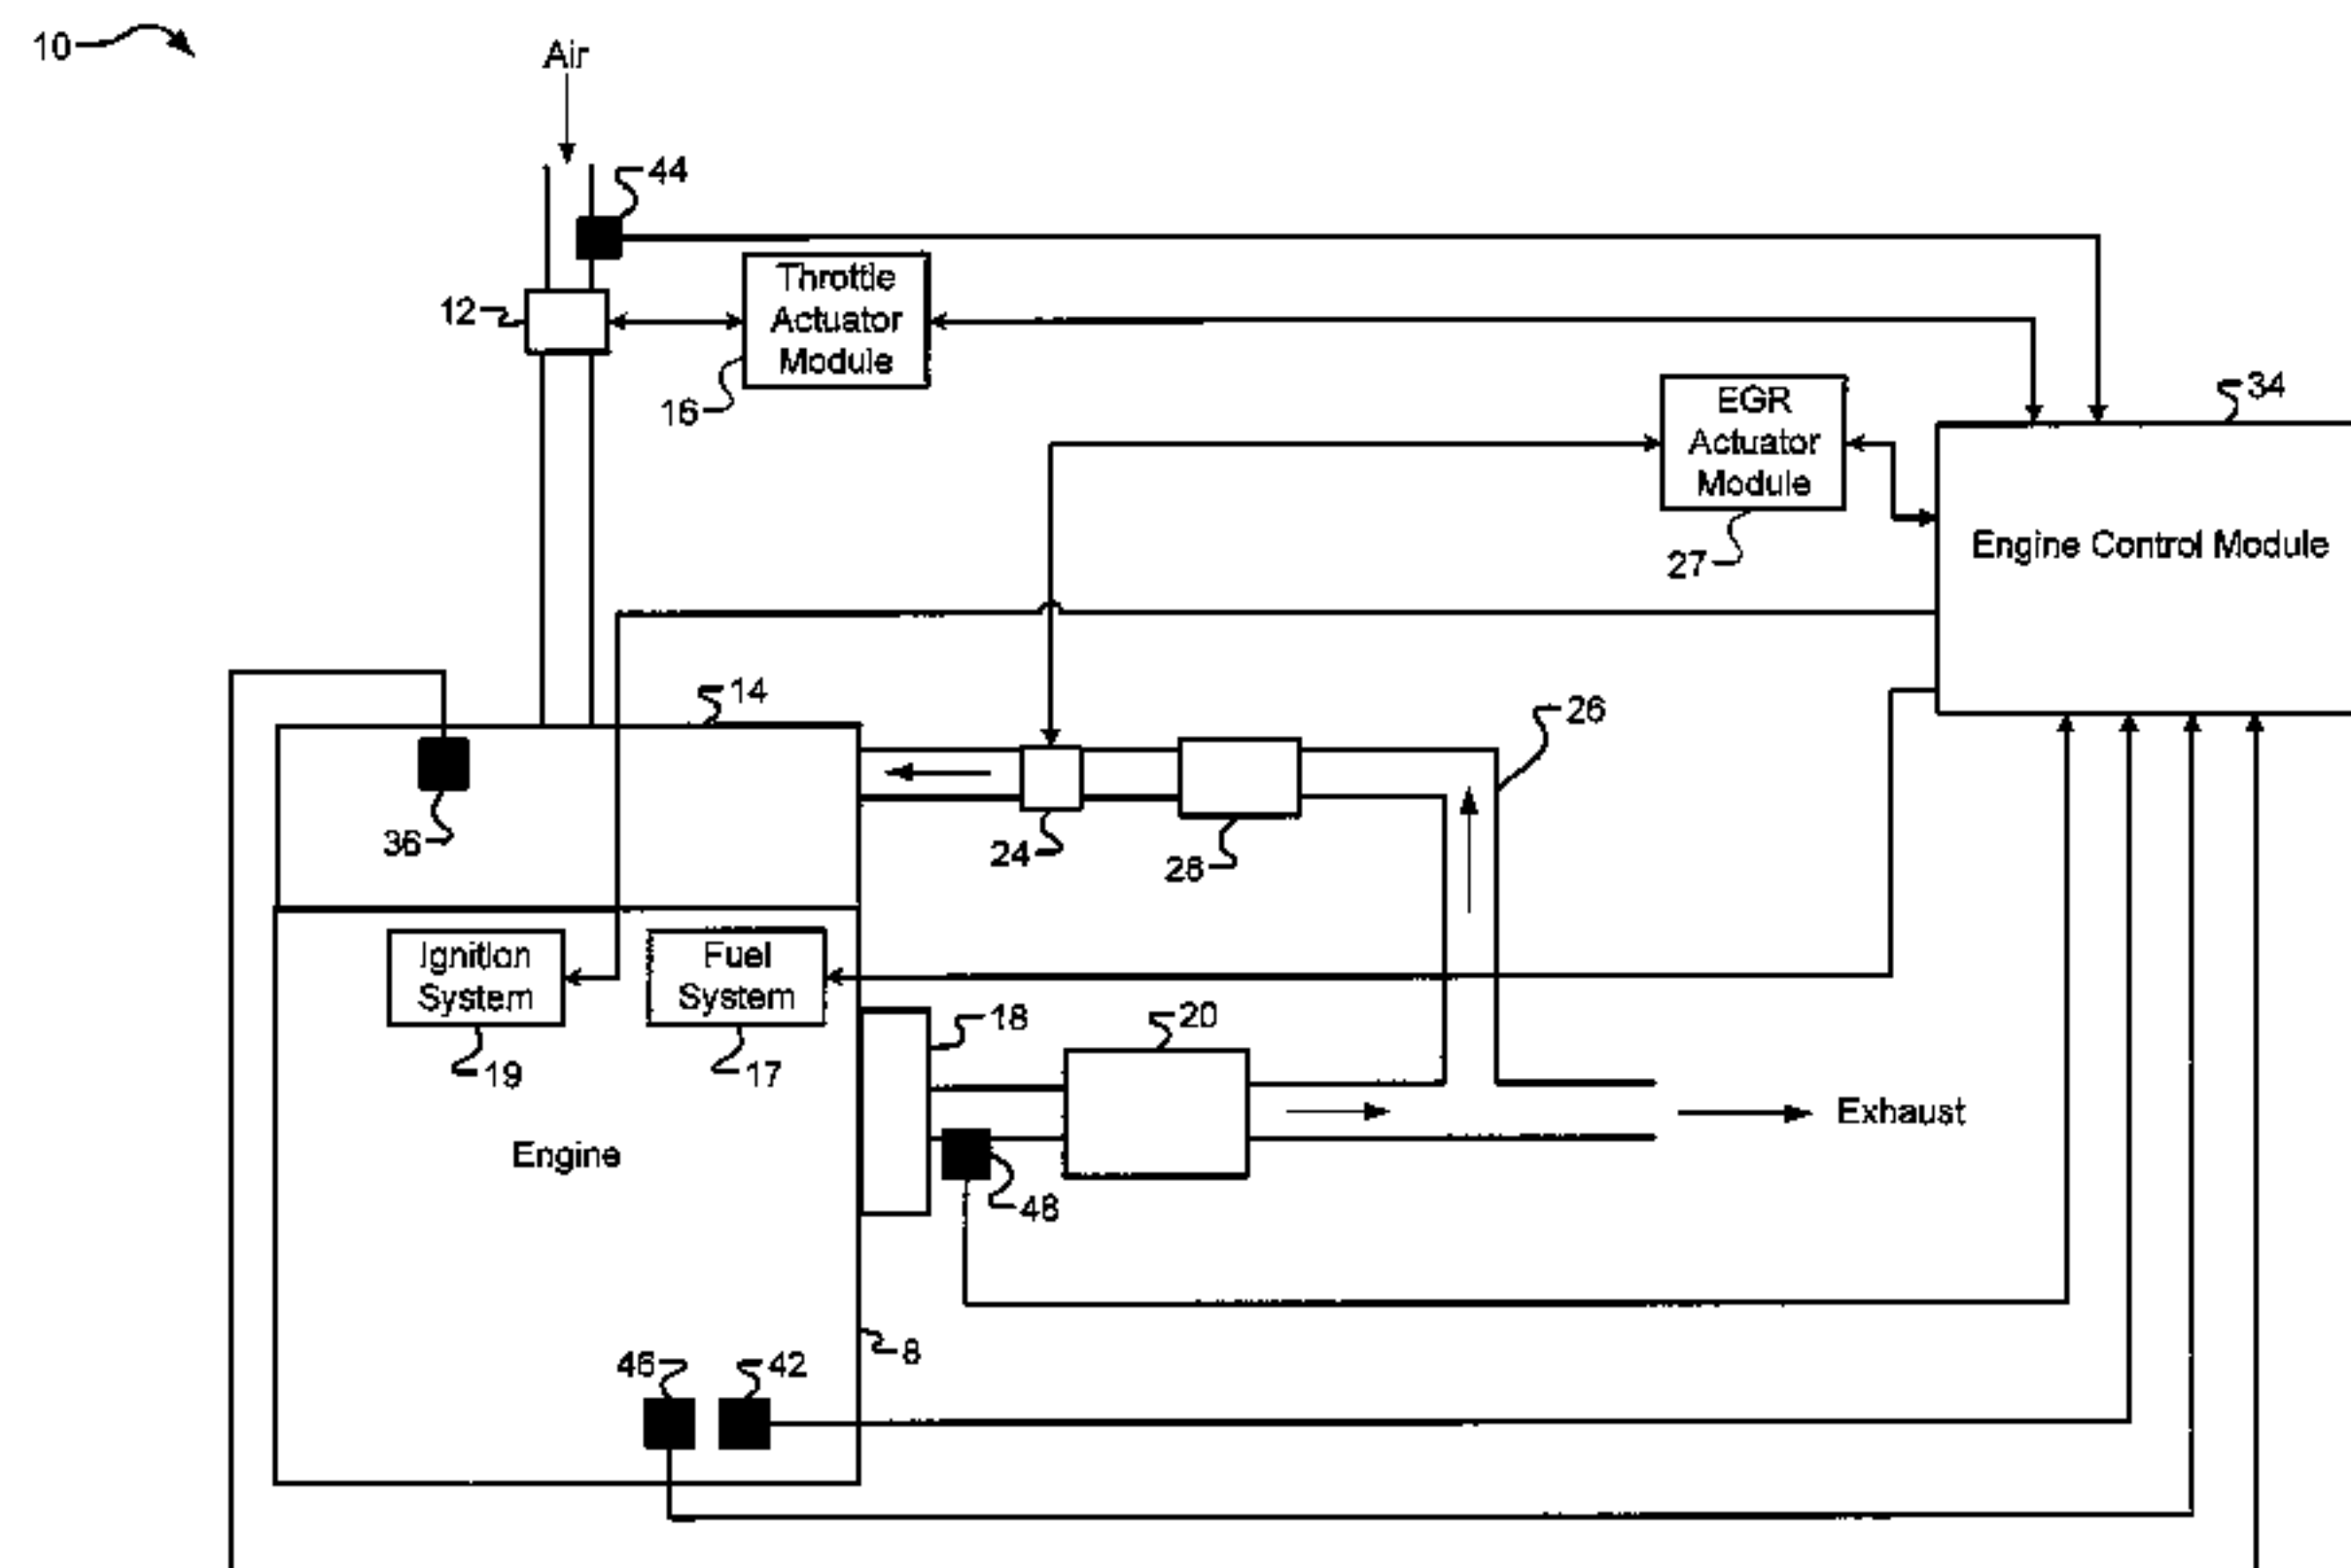 10
Air
44
12
Throttle
Actuator
Module
16
EGR
Actuator
Module
27
34
Engine Control Module
14
26
36
24
28
Ignition
System
Fuel
System
19
17
18
20
Exhaust
Engine
48
8
46
42